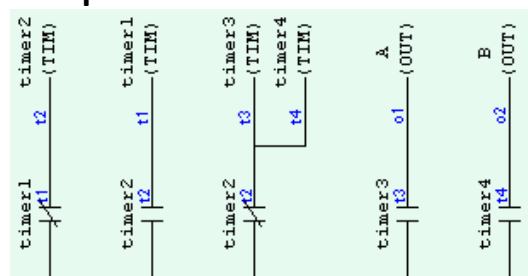 timer1 timer2
t1 t2 (TIM)
timer2 timer1
t2 t1 (TIM)
timer2 timer3
t2 t3 (TIM)
timer4
t4 (TIM)
timer3 A
t3 o1 (OUT)
timer4 B
t4 o2 (OUT)